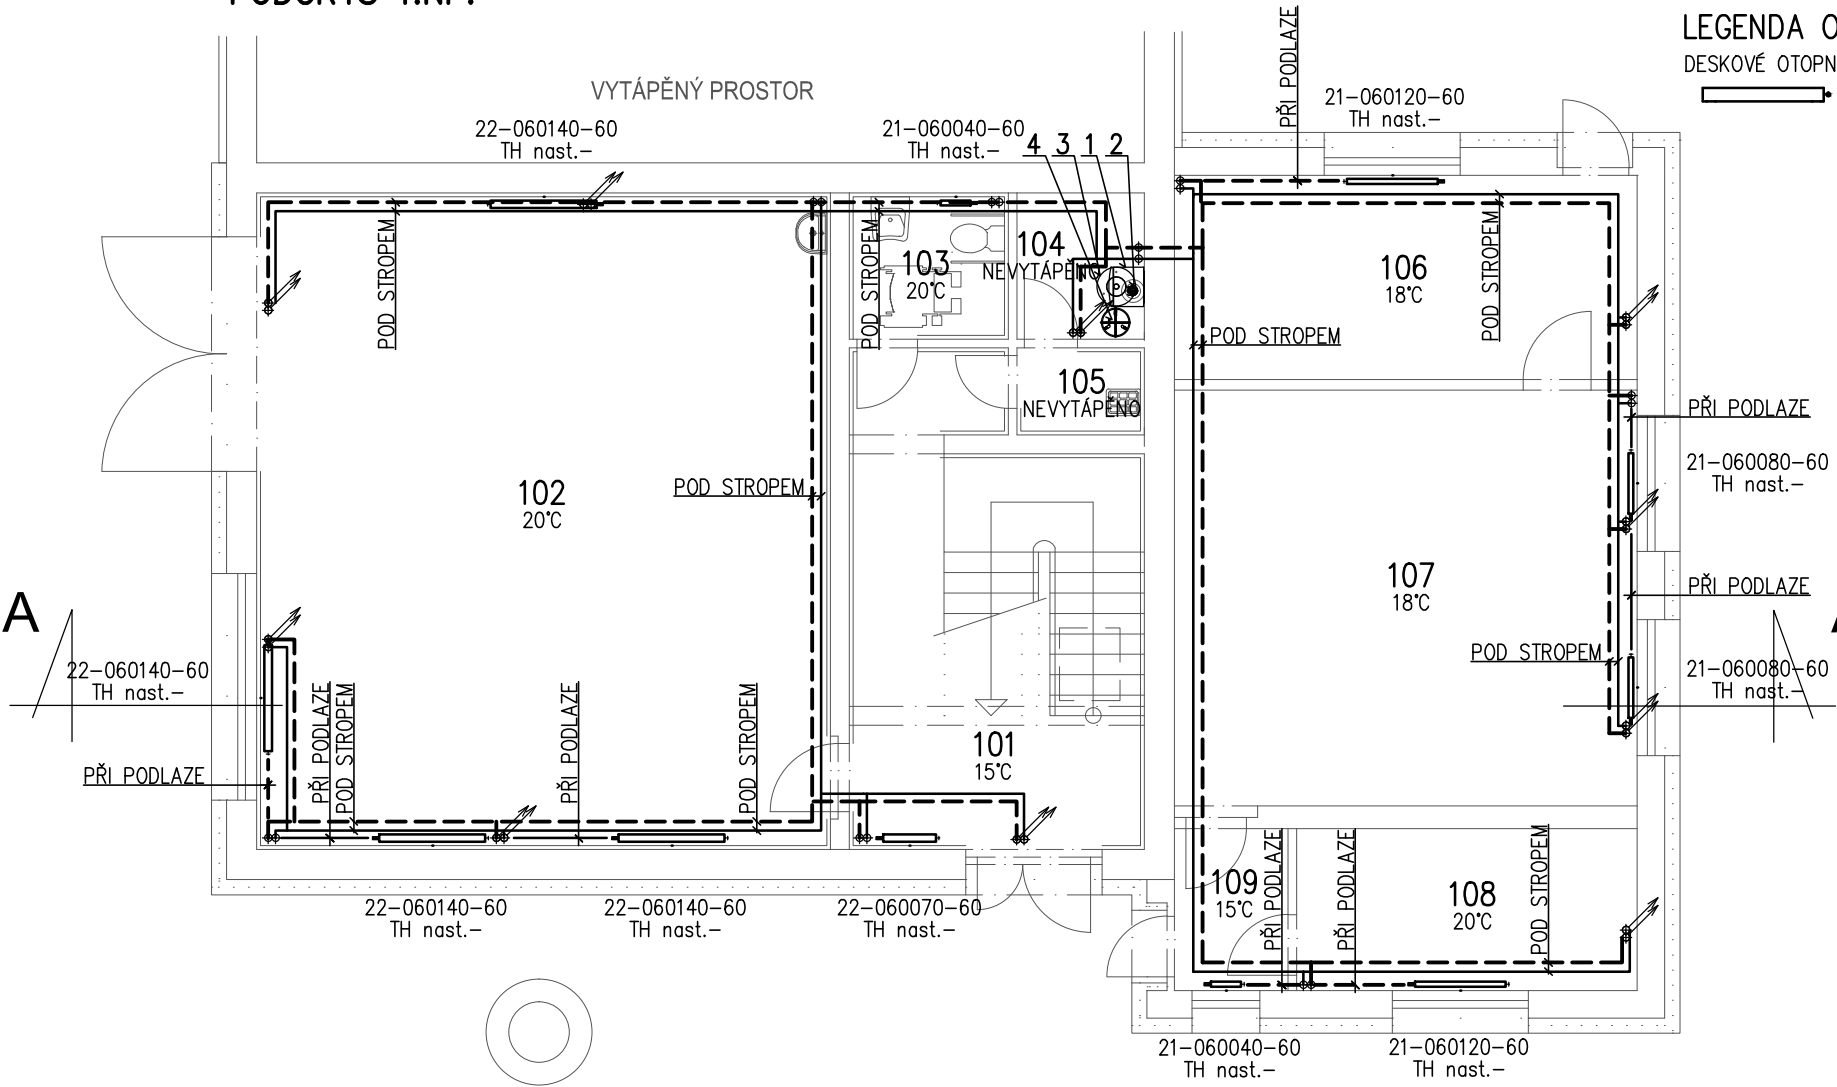 PŮDORYS 1.NP.
LEGENDA O
DESKOVÉ OTOPN
VYTÁPĚNÝ PROSTOR
PŘI PODLAZE
21-060120-60
TH nast.-
22-060140-60
TH nast.-
21-060040-60
TH nast.-
4 3 1 2
POD STROPEM
POD STROPEM
POD STROPEM
103
20°C
104
NEVYTÁPĚNO
106
18°C
POD STROPEM
105
NEVYTÁPĚNO
PŘI PODLAZE
21-060080-60
TH nast.-
102
20°C
POD STROPEM
107
18°C
PŘI PODLAZE
A
22-060140-60
TH nast.-
POD STROPEM
21-060080-60
TH nast.-
PŘI PODLAZE
PŘI PODLAZE
POD STROPEM
PŘI PODLAZE
POD STROPEM
101
15°C
109
15°C
PŘI PODLAZE
PŘI PODLAZE
108
20°C
POD STROPEM
22-060140-60
TH nast.-
22-060140-60
TH nast.-
22-060070-60
TH nast.-
21-060040-60
TH nast.-
21-060120-60
TH nast.-